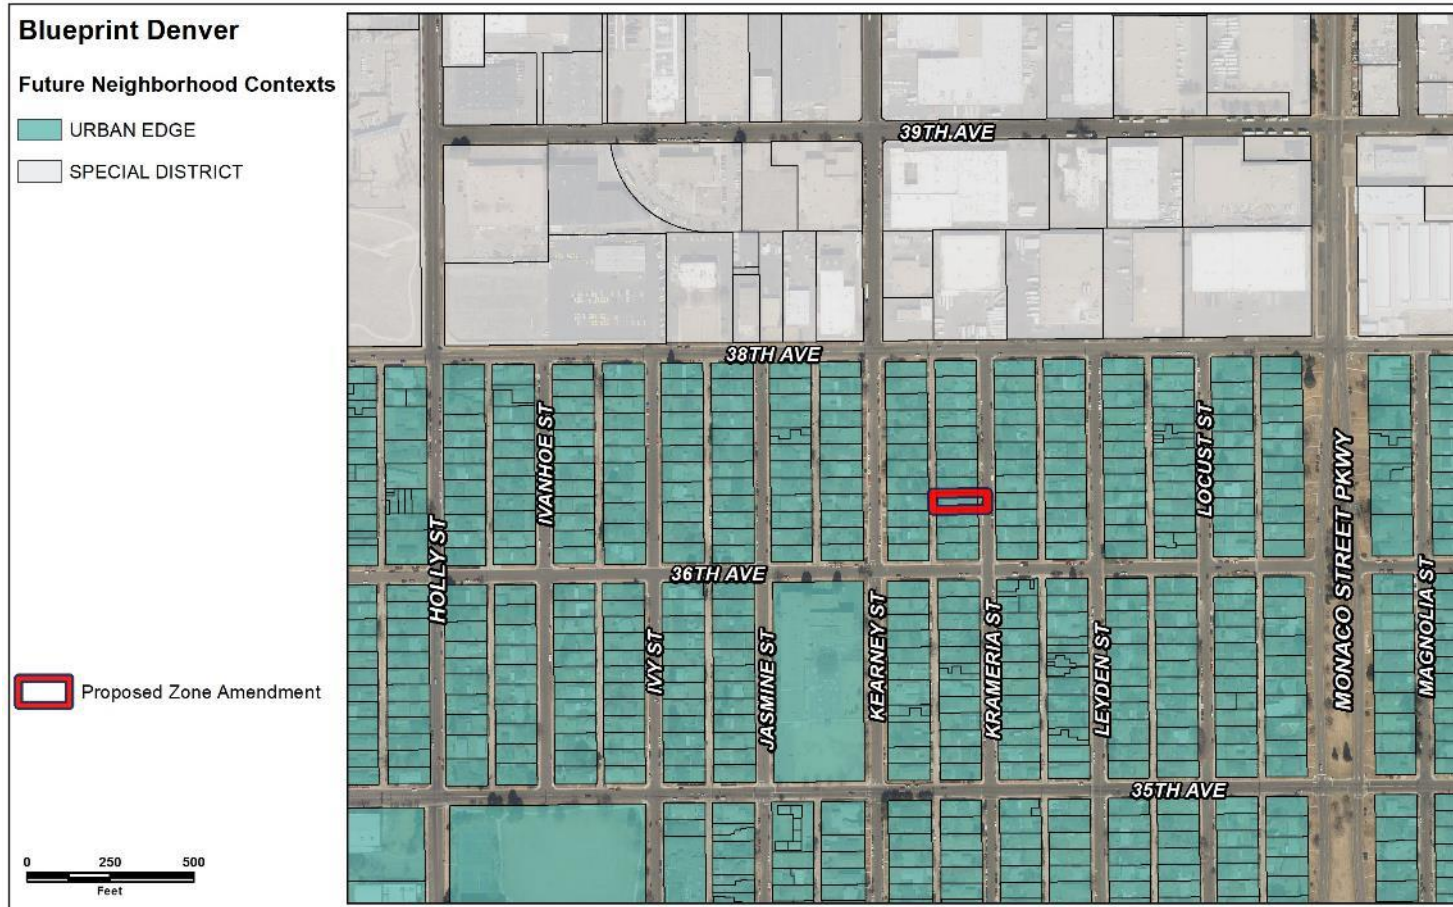 Blueprint Denver
Future Neighborhood Contexts
URBAN EDGE
SPECIAL DISTRICT
Proposed Zone Amendment
0 250 500
Feet
39TH AVE
38TH AVE
IVANHOE ST
LOCUST ST
HOLLY ST
MONACO STREET PKWY
36TH AVE
MAGNOLIA ST
KEARNEY ST
KRAMERIA ST
IVY ST
LEYDEN ST
JASMINE ST
35TH AVE